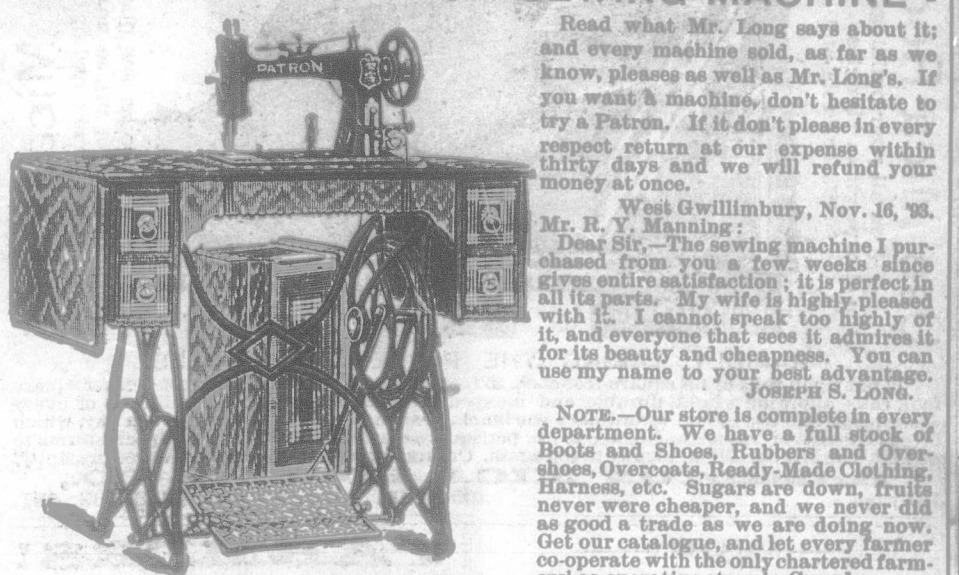 SEWING MACHINE
PATRON
Read what Mr. Long says about it;
and every machine sold, as far as we
know, pleases as well as Mr. Long's. If
you want a machine, don't hesitate to
try a Patron. If it don't please in every
respect return at our expense within
thirty days and we will refund your
money at once.
West Gwillimbury, Nov. 16, '93.
Mr. R. Y. Manning:
Dear Sir,—The sewing machine I pur-
chased from you a few weeks since
gives entire satisfaction; it is perfect in
all its parts. My wife is highly pleased
with it. I cannot speak too highly of
it, and everyone that sees it admires it
for its beauty and cheapness. You can
use my name to your best advantage.
JOSEPH S. LONG.
NOTE.—Our store is complete in every
department. We have a full stock of
Boots and Shoes, Rubbers and Over-
shoes, Overcoats, Ready-Made Clothing,
Harness, etc. Sugars are down, fruits
never were cheaper, and we never did
as good a trade as we are doing now.
Get our catalogue, and let every farmer
co-operate with the only chartered farm-